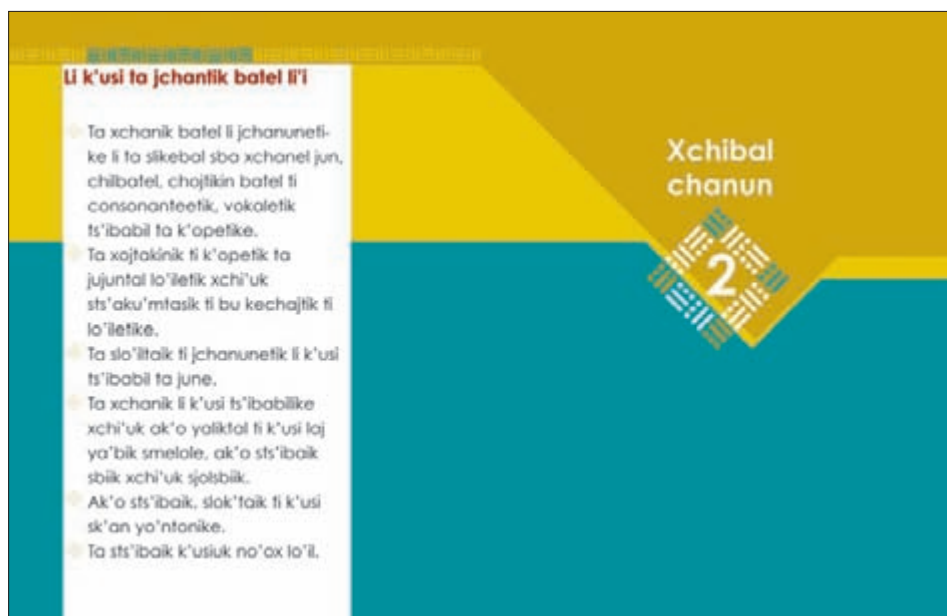 Li k'usi ta jchantik batel li'i
Ta xchanik batel li jchanuneti-
ke li ta slikebal sba xchanel jun,
chilbatel, chojtikin batel ti
consonanteetik, vokaletik
ts'ibabil ta k'opetike.
Ta xojtakinik ti k'opetik ta
jujuntal lo'iletik xchi'uk
sts'aku'mtasik ti bu kechajtik ti
lo'iletike.
Ta slo'iltaik ti jchanunetik li k'usi
ts'ibabil ta june.
Ta xchanik li k'usi ts'ibabilike
xchi'uk ak'o yaliktal ti k'usi laj
ya'bik smelole, ak'o sts'ibaik
sbiik xchi'uk sjolsbiik.
Ak'o sts'ibaik, slok'taik ti k'usi
sk'an yo'ntonike.
Ta sts'ibaik k'usiuk no'ox lo'il.
Xchibal
chanun
2